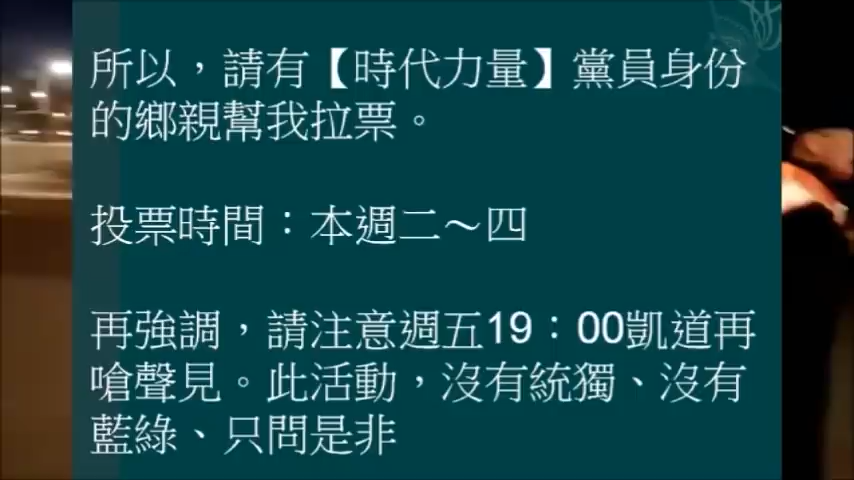 所以，請有【時代力量】黨員身份
的鄉親幫我拉票。
投票時間：本週二～四
再強調，請注意週五19：00凱道再
嗆聲見。此活動，沒有統獨、沒有
藍綠、只問是非